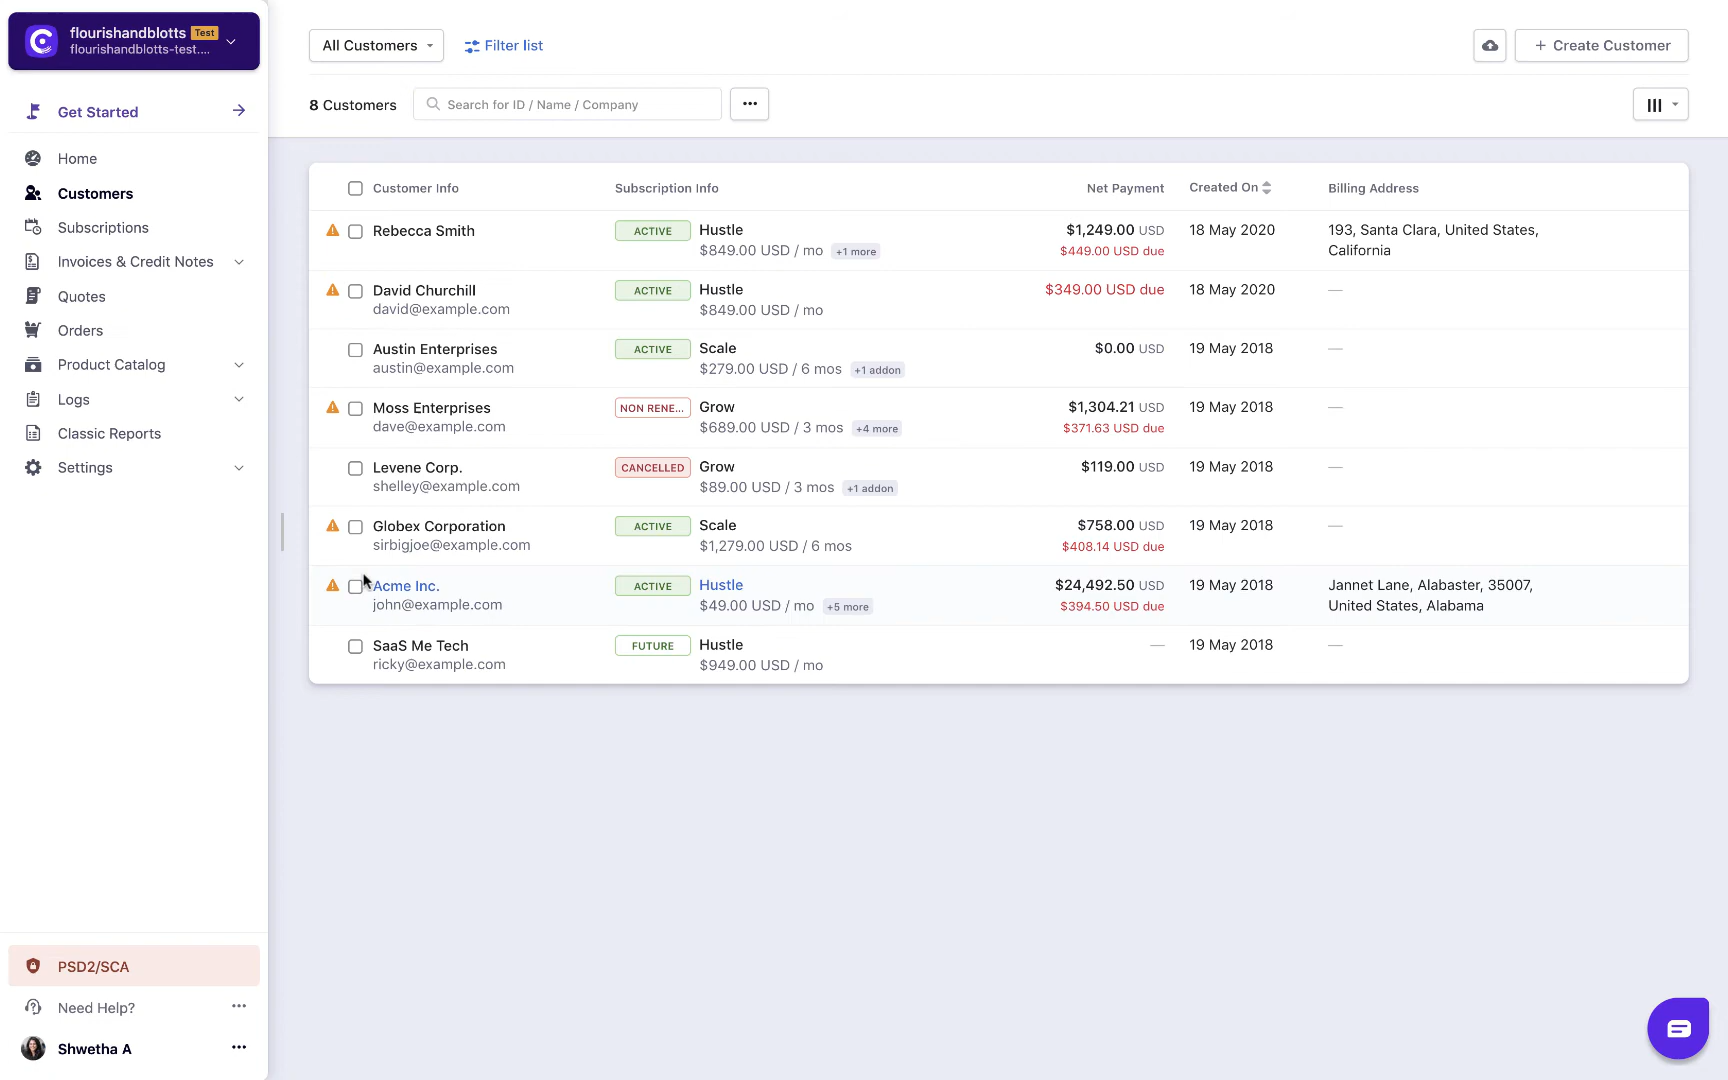 flourishandblotts Test
flourishandblotts-test....
Get Started
Home
Customers
Subscriptions
Invoices & Credit Notes
Quotes
Orders
Product Catalog
Logs
Classic Reports
Settings
PSD2/SCA
Need Help?
Shwetha A
All Customers
Filter list
+ Create Customer
8 Customers
Search for ID / Name / Company
Customer Info Subscription Info Net Payment Created On Billing Address
Rebecca Smith ACTIVE Hustle $1,249.00 USD 18 May 2020 193, Santa Clara, United States,
$849.00 USD / mo +1 more $449.00 USD due California
David Churchill ACTIVE Hustle $349.00 USD due 18 May 2020 —
david@example.com $849.00 USD / mo
Austin Enterprises ACTIVE Scale $0.00 USD 19 May 2018 —
austin@example.com $279.00 USD / 6 mos +1 addon
Moss Enterprises NON RENE... Grow $1,304.21 USD 19 May 2018 —
dave@example.com $689.00 USD / 3 mos +4 more $371.63 USD due
Levene Corp. CANCELLED Grow $119.00 USD 19 May 2018 —
shelley@example.com $89.00 USD / 3 mos +1 addon
Globex Corporation ACTIVE Scale $758.00 USD 19 May 2018 —
sirbigjoe@example.com $1,279.00 USD / 6 mos $408.14 USD due
Acme Inc. ACTIVE Hustle $24,492.50 USD 19 May 2018 Jannet Lane, Alabaster, 35007,
john@example.com $49.00 USD / mo +5 more $394.50 USD due United States, Alabama
SaaS Me Tech FUTURE Hustle — 19 May 2018 —
ricky@example.com $949.00 USD / mo